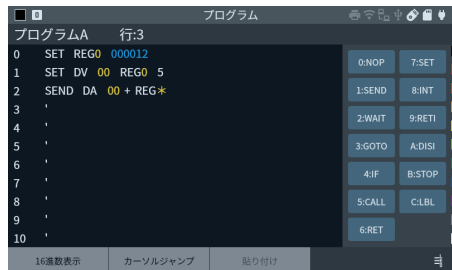 0
プログラム
プログラムA 行:3
0 SET REG0 000012
1 SET DV 00 REG0 5
2 SEND DA 00 + REG*
3 '
4 '
5 '
6 '
7 '
8 '
9 '
10 '
0:NOP 7:SET
1:SEND 8:INT
2:WAIT 9:RETI
3:GOTO A:DISI
4:IF B:STOP
5:CALL C:LBL
6:RET
16進数表示 カーソルジャンプ 貼り付け